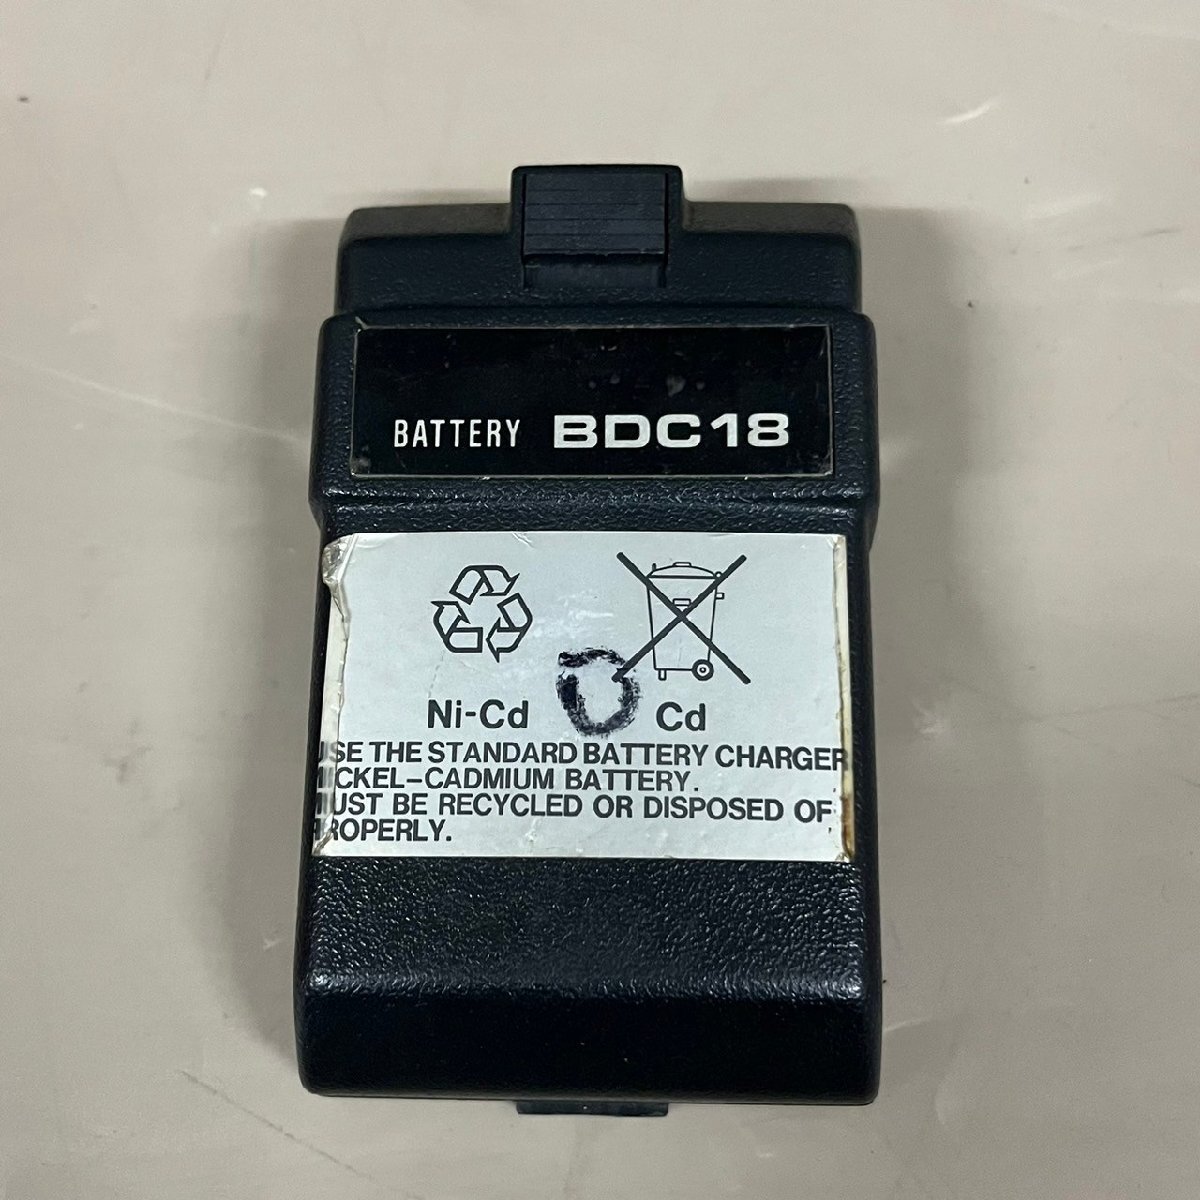 BATTERY BDC18
Ni-Cd Cd
USE THE STANDARD BATTERY CHARGER
NICKEL-CADMIUM BATTERY.
MUST BE RECYCLED OR DISPOSED OF
PROPERLY.